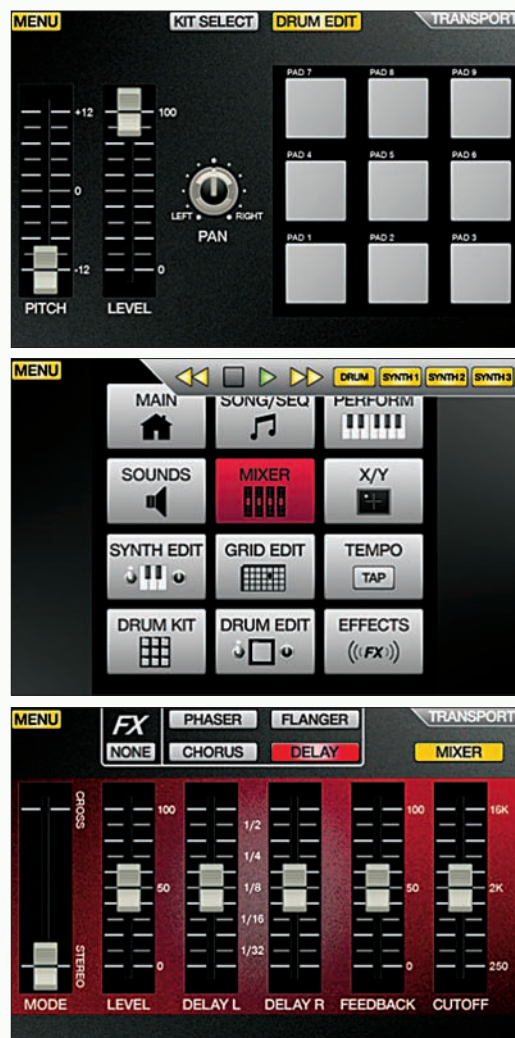 MENU KIT SELECT DRUM EDIT TRANSPORT
PAD 7 PAD 8 PAD 9
+12 100
PAD 4 PAD 5 PAD 6
0
LEFT RIGHT
PAN
PAD 1 PAD 2 PAD 3
-12 0
PITCH LEVEL
MENU DRUM SYNTH 1 SYNTH 2 SYNTH 3
MAIN SONG/SEQ PERFORM
SOUNDS MIXER X/Y
SYNTH EDIT GRID EDIT TEMPO
TAP
DRUM KIT DRUM EDIT EFFECTS
(((FX)))
MENU FX PHASER FLANGER TRANSPORT
NONE CHORUS DELAY MIXER
CROSS 100 100 16K
1/2
1/4
50 1/8 50 2K
1/16
1/32
STEREO 0 0 250
MODE LEVEL DELAY L DELAY R FEEDBACK CUTOFF